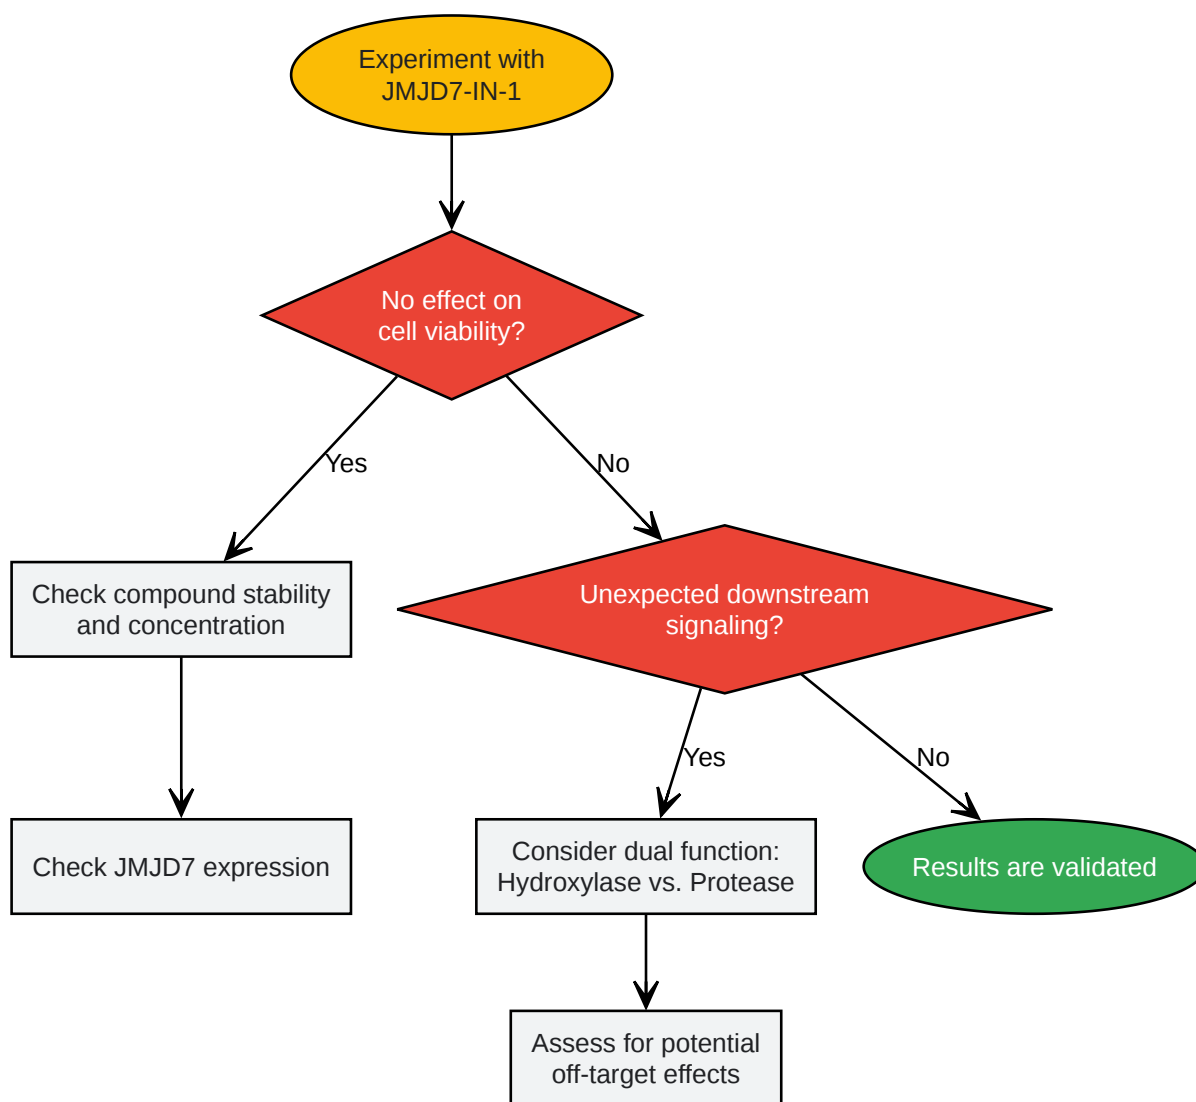 Experiment with
JMJD7-IN-1
No effect on
cell viability?
Yes
No
Check compound stability
and concentration
Unexpected downstream
signaling?
Yes
No
Check JMJD7 expression
Consider dual function:
Hydroxylase vs. Protease
Results are validated
Assess for potential
off-target effects